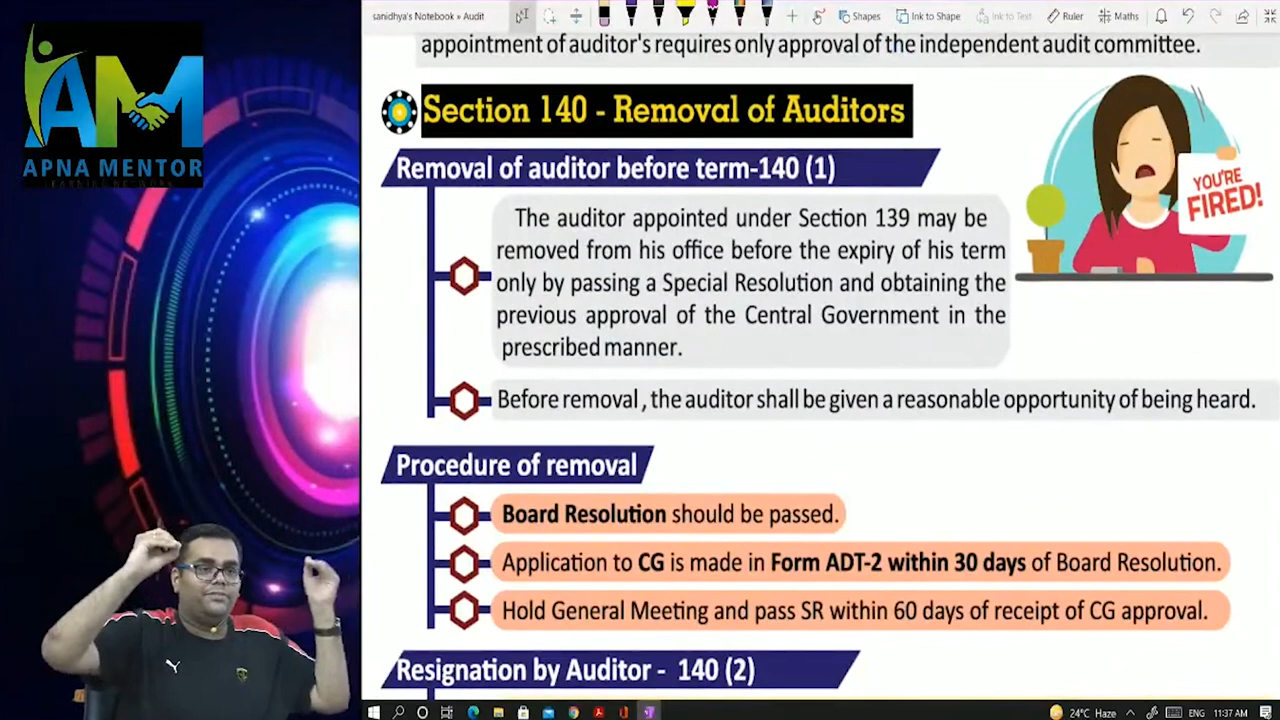 sanidhya's Notebook » Audit
Shapes
Ink to Shape
Ink to Text
Ruler
Maths
AM
APNA MENTOR
LEARNING NETWORK
appointment of auditor's requires only approval of the independent audit committee.
Section 140 - Removal of Auditors
Removal of auditor before term-140 (1)
YOU'RE
FIRED!
The auditor appointed under Section 139 may be
removed from his office before the expiry of his term
only by passing a Special Resolution and obtaining the
previous approval of the Central Government in the
prescribed manner.
Before removal, the auditor shall be given a reasonable opportunity of being heard.
Procedure of removal
Board Resolution should be passed.
Application to CG is made in Form ADT-2 within 30 days of Board Resolution.
Hold General Meeting and pass SR within 60 days of receipt of CG approval.
Resignation by Auditor - 140 (2)
24°C Haze
ENG
11:37 AM